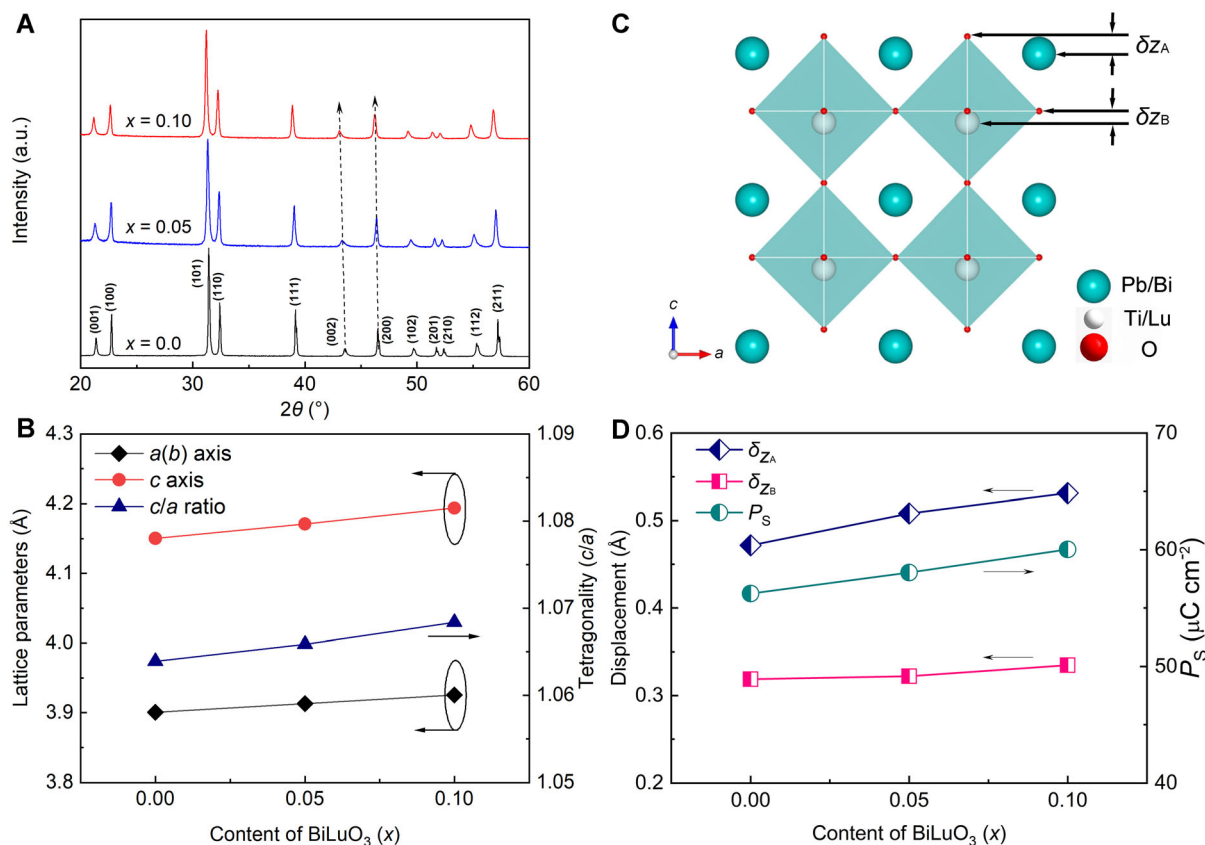 A
Intensity (a.u.)
x = 0.10
x = 0.05
x = 0.0
(001)
(100)
(101)
(110)
(111)
(002)
(200)
(102)
(201)
(210)
(112)
(211)
20 30 40 50 60
2θ (°)
C
δzA
δzB
c
a
Pb/Bi
Ti/Lu
O
B
Lattice parameters (Å)
4.3
4.2
4.1
4.0
3.9
3.8
a(b) axis
c axis
c/a ratio
1.09
1.08
1.07
1.06
1.05
Tetragonality (c/a)
0.00 0.05 0.10
Content of BiLuO3 (x)
D
Displacement (Å)
0.6
0.5
0.4
0.3
0.2
δZA
δZB
PS
70
60
50
40
PS (μC cm-2)
0.00 0.05 0.10
Content of BiLuO3 (x)